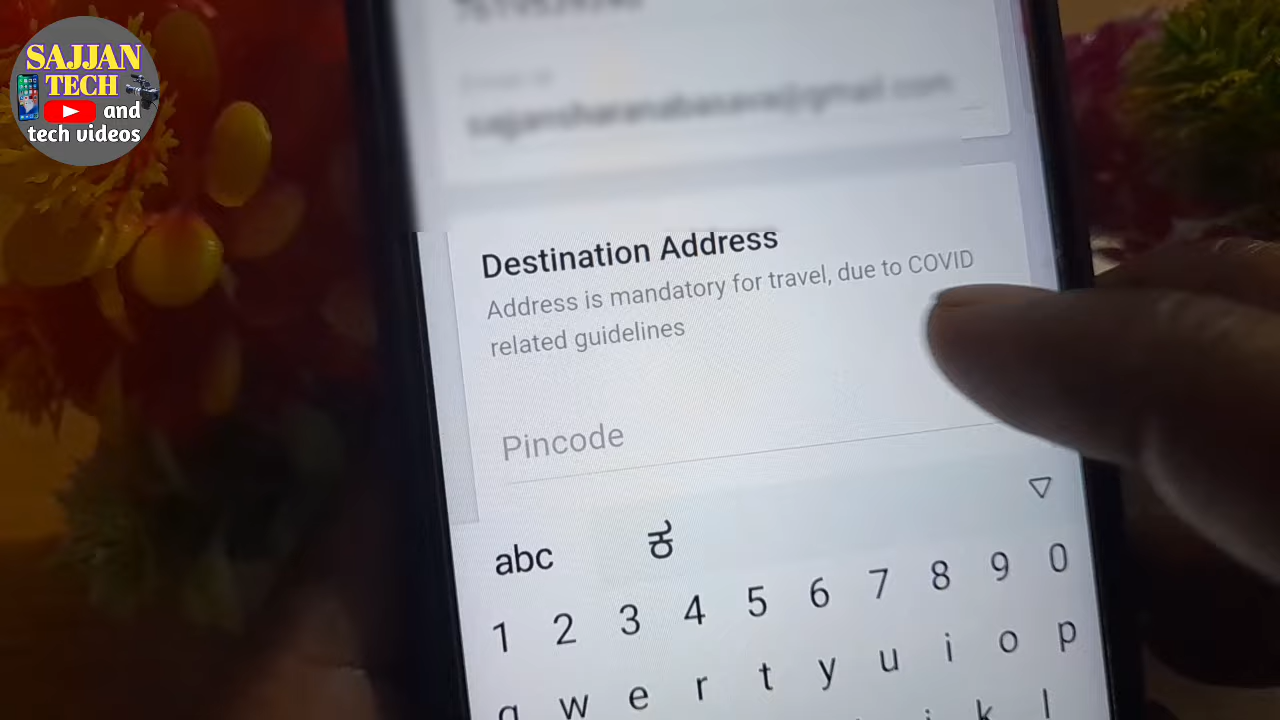 SAJJAN
TECH
and
tech videos
Destination Address
Address is mandatory for travel, due to COVID
related guidelines
Pincode
abc ಕ
1 2 3 4 5 6 7 8 9 0
q w e r t y u i o p
k l